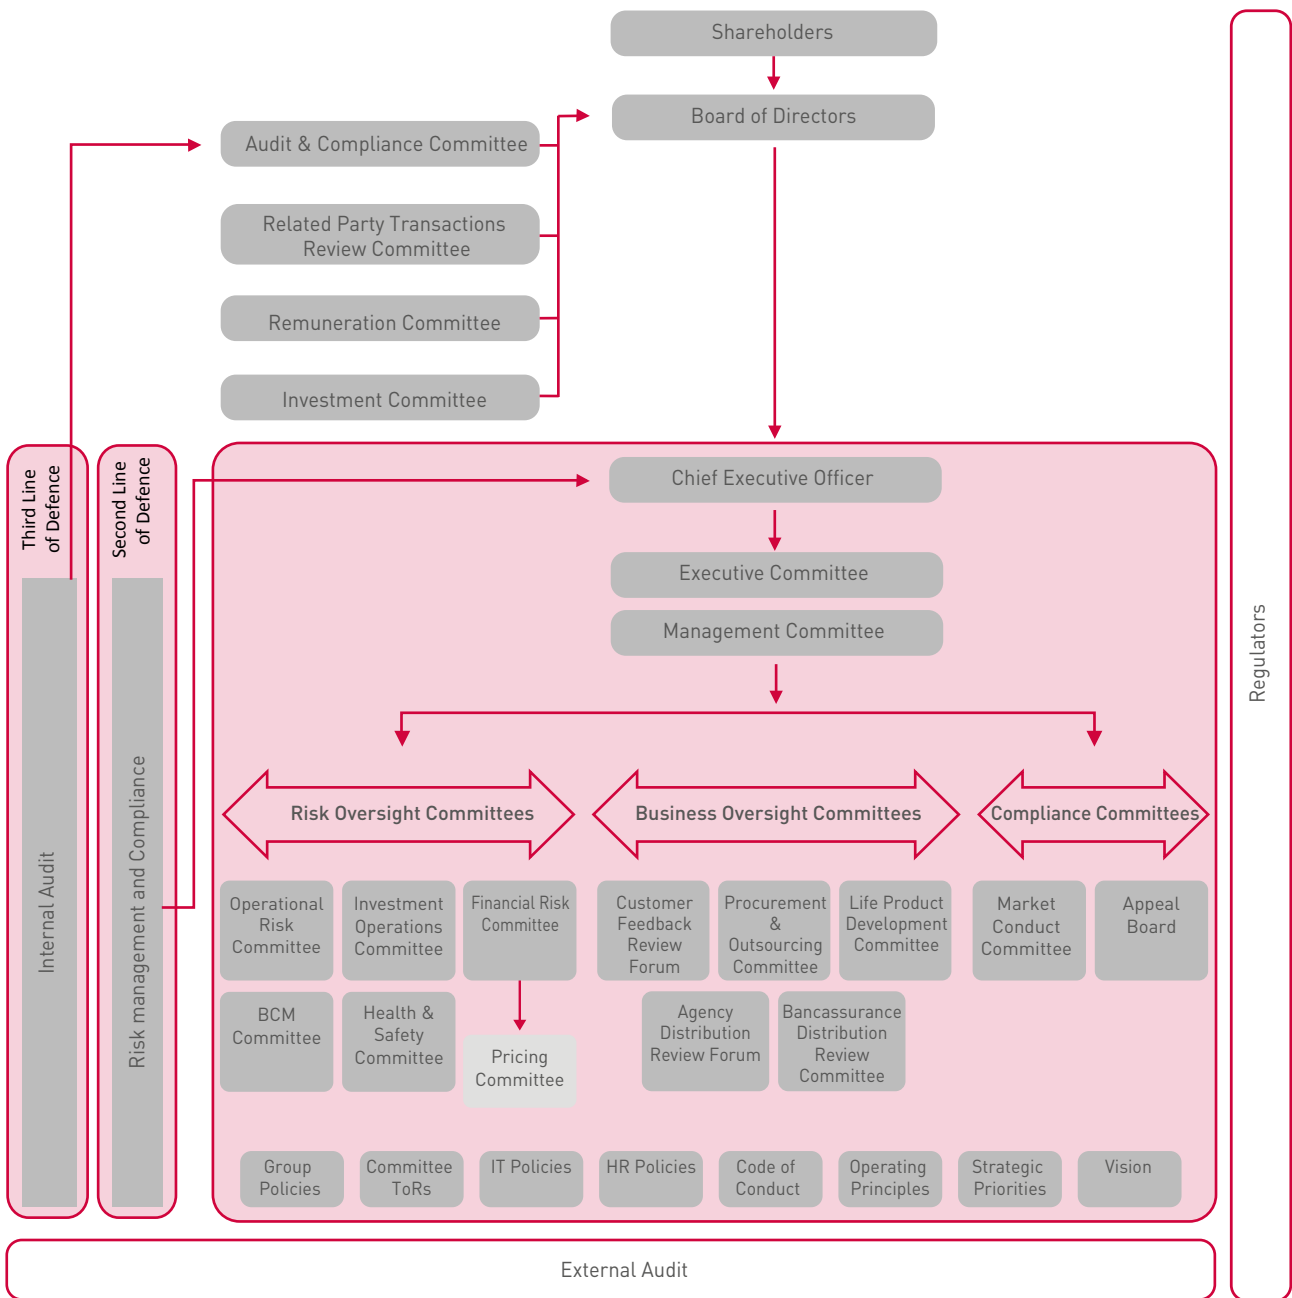 Shareholders
Board of Directors
Audit & Compliance Committee
Related Party Transactions
Review Committee
Remuneration Committee
Investment Committee
Third Line
of Defence
Second Line
of Defence
Internal Audit
Risk management and Compliance
Chief Executive Officer
Executive Committee
Management Committee
Regulators
Risk Oversight Committees
Business Oversight Committees
Compliance Committees
Operational
Risk
Committee
Investment
Operations
Committee
Financial Risk
Committee
Customer
Feedback
Review
Forum
Procurement
&
Outsourcing
Committee
Life Product
Development
Committee
Market
Conduct
Committee
Appeal
Board
BCM
Committee
Health &
Safety
Committee
Pricing
Committee
Agency
Distribution
Review Forum
Bancassurance
Distribution
Review
Committee
Group
Policies
Committee
ToRs
IT Policies
HR Policies
Code of
Conduct
Operating
Principles
Strategic
Priorities
Vision
External Audit